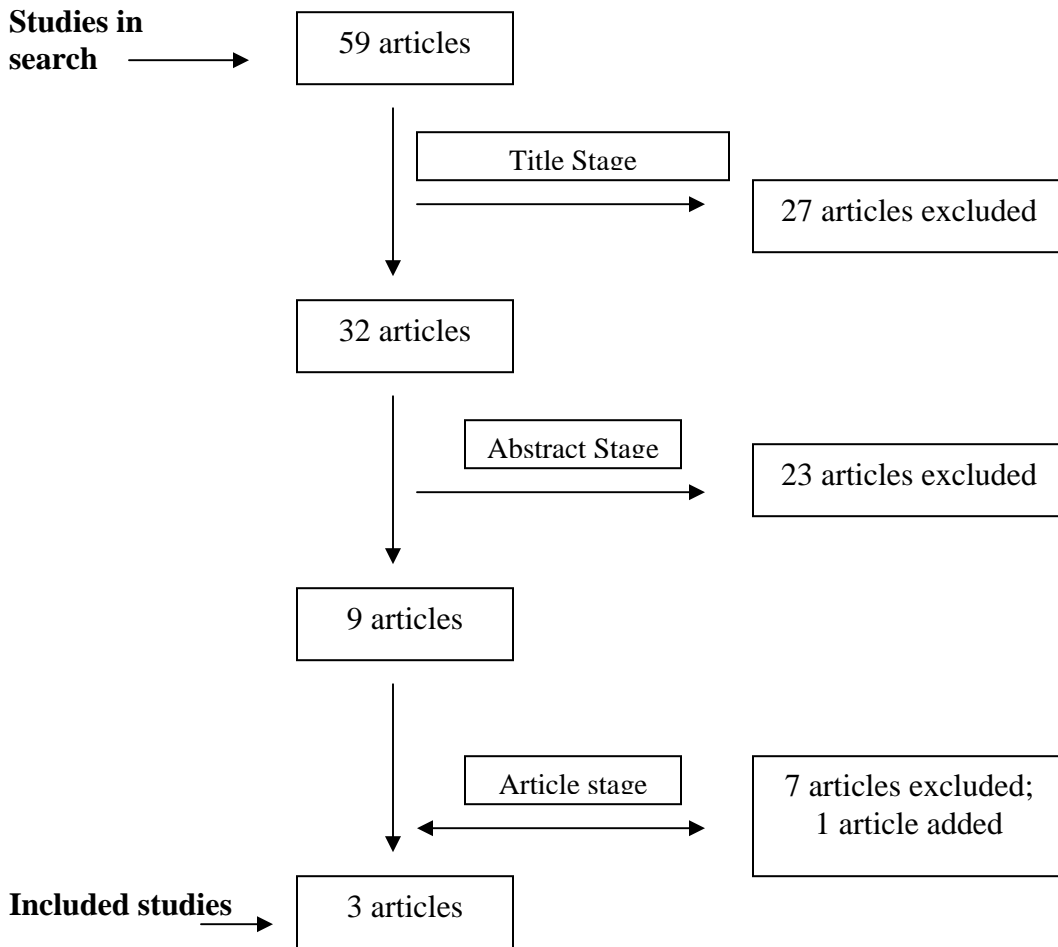 Studies in
search
59 articles
Title Stage
27 articles excluded
32 articles
Abstract Stage
23 articles excluded
9 articles
Article stage
7 articles excluded;
1 article added
Included studies
3 articles